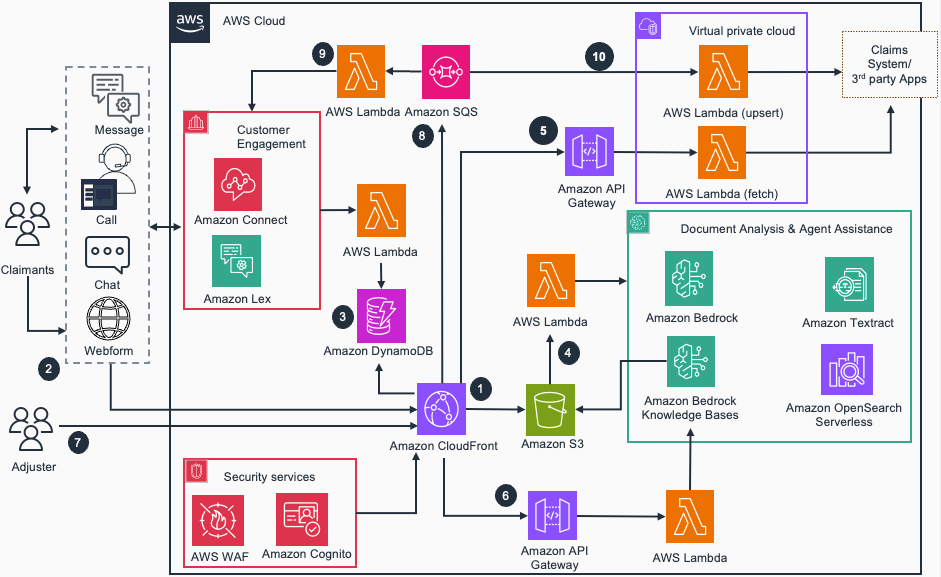 aws
AWS Cloud
9
10
Virtual private cloud
Claims
System/
3rd party Apps
AWS Lambda
Amazon SQS
AWS Lambda (upsert)
Message
Customer
Engagement
8
5
Amazon API
Gateway
AWS Lambda (fetch)
Call
Amazon Connect
Claimants
Chat
Amazon Lex
AWS Lambda
Document Analysis & Agent Assistance
Amazon Bedrock
Amazon Textract
3
Amazon DynamoDB
AWS Lambda
4
Webform
2
1
Amazon Bedrock
Knowledge Bases
Amazon OpenSearch
Serverless
7
Adjuster
Amazon CloudFront
Amazon S3
Security services
6
AWS WAF
Amazon Cognito
Amazon API
Gateway
AWS Lambda